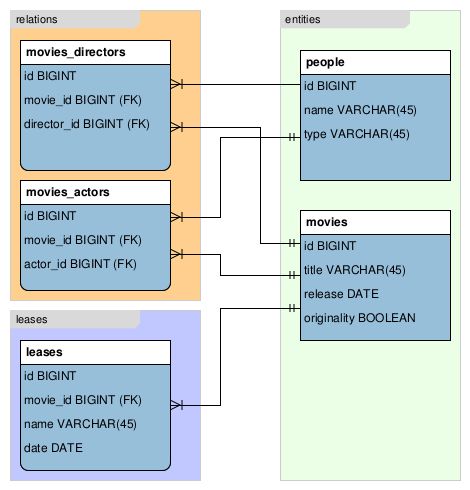 relations
movies_directors
id BIGINT
movie_id BIGINT (FK)
director_id BIGINT (FK)
movies_actors
id BIGINT
movie_id BIGINT (FK)
actor_id BIGINT (FK)
leases
leases
id BIGINT
movie_id BIGINT (FK)
name VARCHAR(45)
date DATE
entities
people
id BIGINT
name VARCHAR(45)
type VARCHAR(45)
movies
id BIGINT
title VARCHAR(45)
release DATE
originality BOOLEAN